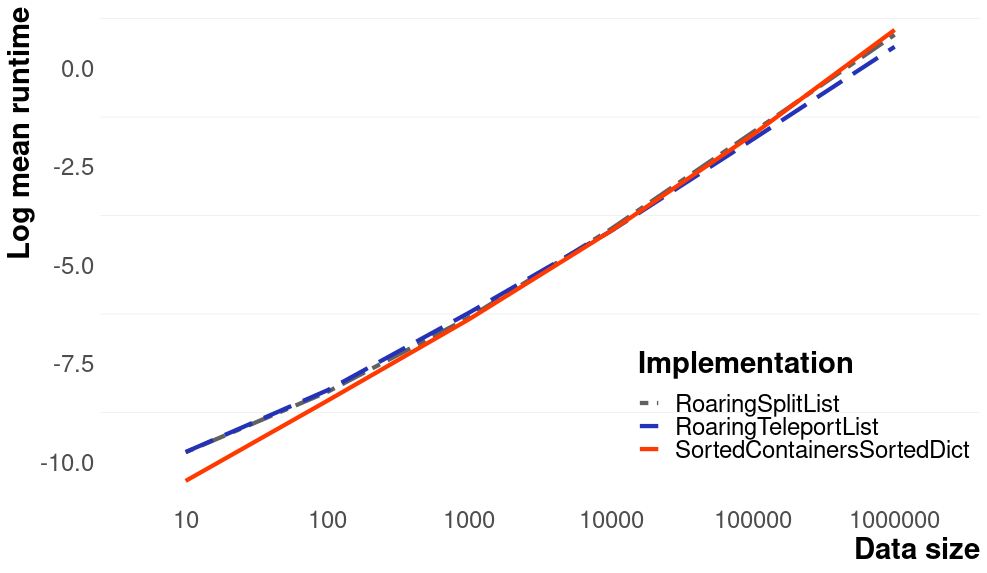 Log mean runtime
0.0
-2.5
-5.0
-7.5
-10.0
Implementation
RoaringSplitList
RoaringTeleportList
SortedContainersSortedDict
10 100 1000 10000 100000 1000000
Data size